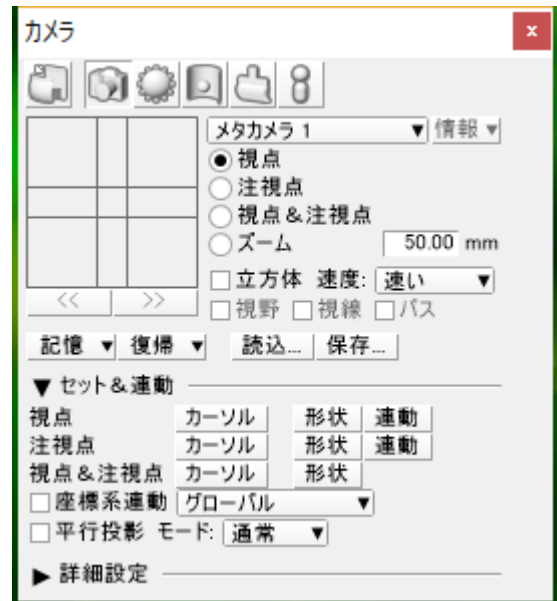 カメラ
x
メタカメラ 1 ▼ 情報 ▼
視点
注視点
視点&注視点
ズーム 50.00 mm
立方体 速度: 速い ▼
<< >> 視野 視線 パス
記憶 ▼ 復帰 ▼ 読込... 保存...
▼ セット&連動
視点 カーソル 形状 連動
注視点 カーソル 形状 連動
視点&注視点 カーソル 形状
座標系連動 グローバル ▼
平行投影 モード: 通常 ▼
▶ 詳細設定